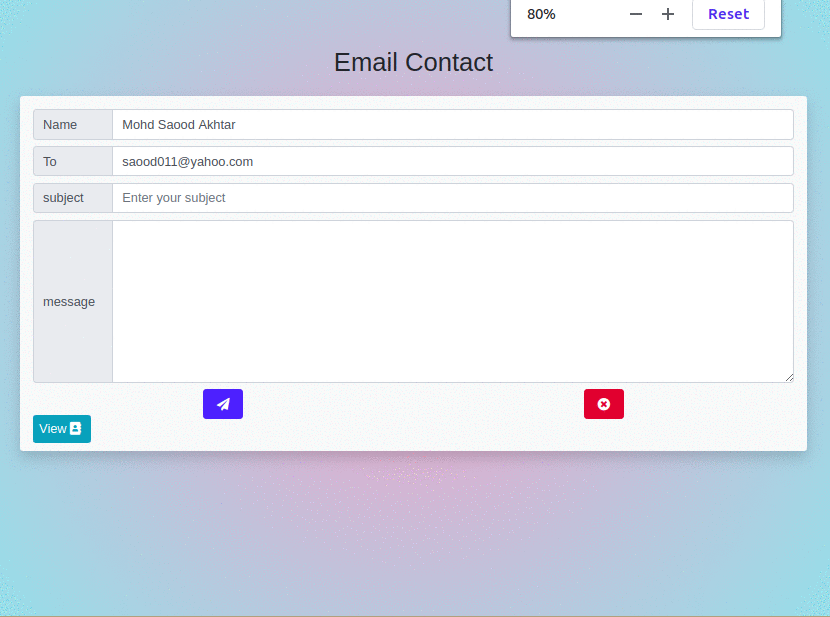 80% Reset
Email Contact
Name Mohd Saood Akhtar
To saood011@yahoo.com
subject Enter your subject
message
View